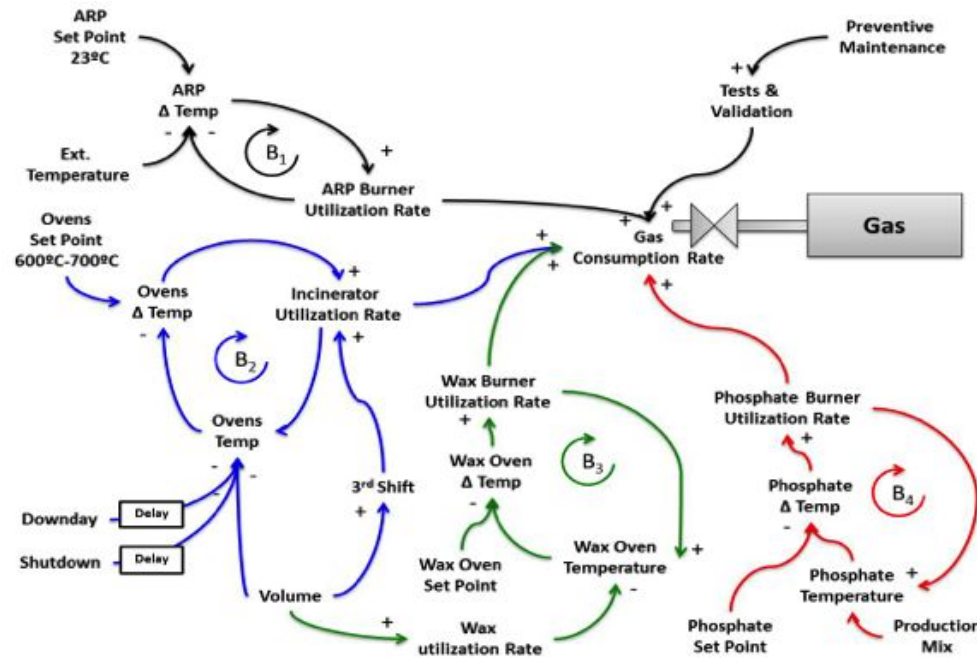 ARP
Set Point
23ºC
Preventive
Maintenance
+
Tests &
Validation
ARP
Δ Temp
-
-
B1
+
Ext.
Temperature
ARP Burner
Utilization Rate
+
+
Gas
Consumption Rate
Gas
+
+
+
Ovens
Set Point
600ºC-700ºC
Ovens
Δ Temp
-
+
Incinerator
Utilization Rate
+
B2
Wax Burner
Utilization Rate
+
Phosphate Burner
Utilization Rate
+
Ovens
Temp
-
-
-
Wax Oven
Δ Temp
-
B3
3rd Shift
+
Phosphate
Δ Temp
-
B4
Downday
Delay
Shutdown
Delay
Wax Oven
Set Point
Wax Oven
Temperature
+
-
Phosphate
Temperature
+
Volume
+
Wax
utilization Rate
Phosphate
Set Point
Production
Mix